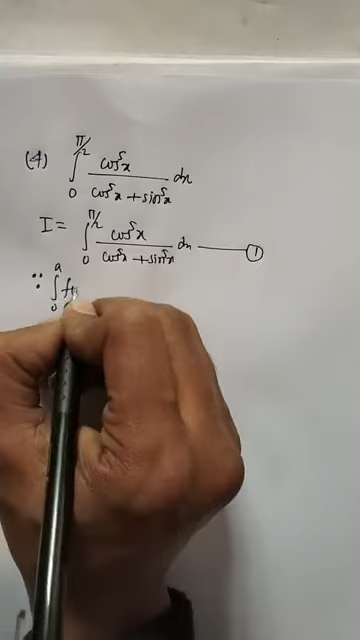 (4) ∫₀^{π/2} cos⁵x / (cos⁵x + sin⁵x) dx
I = ∫₀^{π/2} cos⁵x / (cos⁵x + sin⁵x) dx —— ①
∵ ∫₀^a f(